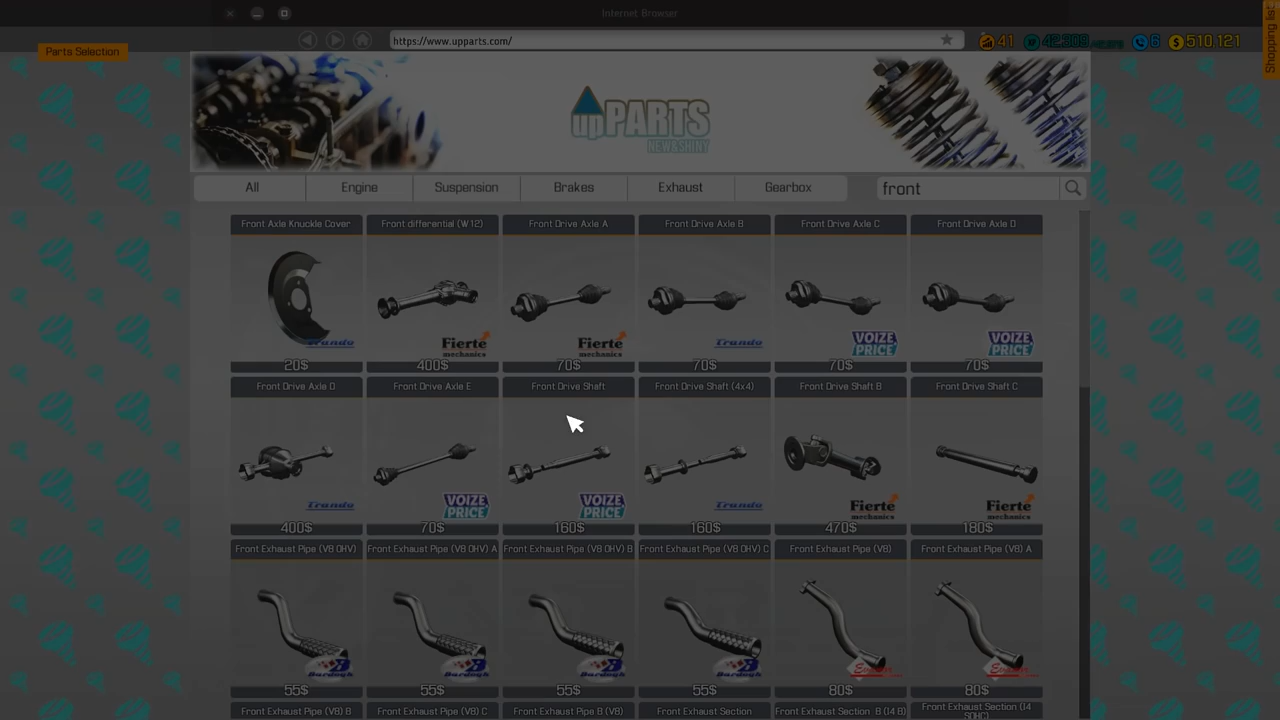 Internet Browser
Parts Selection
https://www.upparts.com/
41
6
510,121
Shopping list
upPARTS
NEW&SHINY
All
Engine
Suspension
Brakes
Exhaust
Gearbox
front
Front Axle Knuckle Cover
Front differential (W12)
Front Drive Axle A
Front Drive Axle B
Front Drive Axle C
Front Drive Axle D
Trando
Fierte mechanics
Fierte mechanics
Trando
VOIZE PRICE
VOIZE PRICE
20$
400$
70$
70$
70$
70$
Front Drive Axle D
Front Drive Axle E
Front Drive Shaft
Front Drive Shaft (4x4)
Front Drive Shaft B
Front Drive Shaft C
Trando
VOIZE PRICE
VOIZE PRICE
Trando
Fierte mechanics
Fierte mechanics
400$
70$
160$
160$
470$
180$
Front Exhaust Pipe (V8 OHV)
Front Exhaust Pipe (V8 OHV) A
Front Exhaust Pipe (V8 OHV) B
Front Exhaust Pipe (V8 OHV) C
Front Exhaust Pipe (V8)
Front Exhaust Pipe (V8) A
55$
55$
55$
55$
80$
80$
Front Exhaust Pipe (V8) B
Front Exhaust Pipe (V8) C
Front Exhaust Pipe B (V8)
Front Exhaust Section
Front Exhaust Section B (I4 B)
Front Exhaust Section (I4
SOHC)